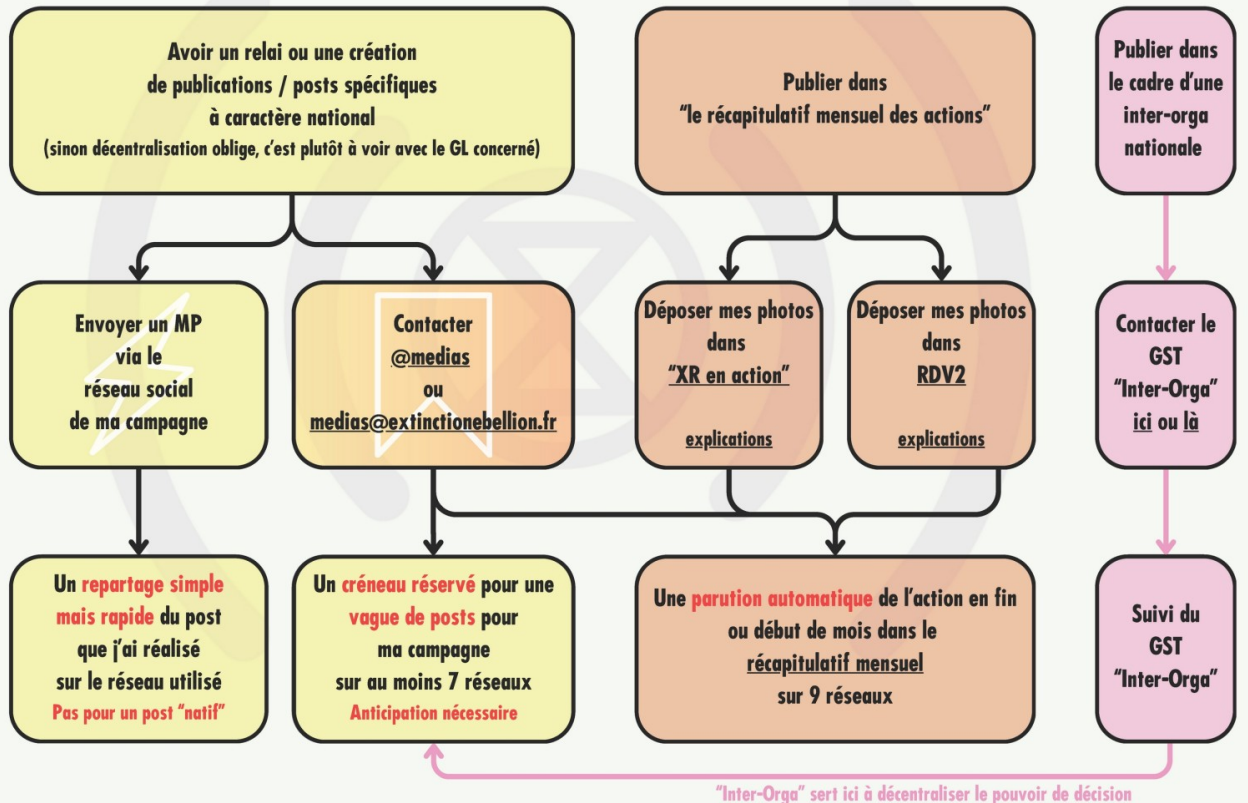 Avoir un relai ou une création
de publications / posts spécifiques
à caractère national
(sinon décentralisation oblige, c'est plutôt à voir avec le GL concerné)
Publier dans
"le récapitulatif mensuel des actions"
Publier dans
le cadre d'une
inter-orga
nationale
Envoyer un MP
via le
réseau social
de ma campagne
Contacter
@medias
ou
medias@extinctionebellion.fr
Déposer mes photos
dans
"XR en action"
explications
Déposer mes photos
dans
RDV2
explications
Contacter le
GST
"Inter-Orga"
ici ou là
Un repartage simple
mais rapide du post
que j'ai réalisé
sur le réseau utilisé
Pas pour un post "natif"
Un créneau réservé pour une
vague de posts pour
ma campagne
sur au moins 7 réseaux
Anticipation nécessaire
Une parution automatique de l'action en fin
ou début de mois dans le
récapitulatif mensuel
sur 9 réseaux
Suivi du
GST
"Inter-Orga"
"Inter-Orga" sert ici à décentraliser le pouvoir de décision